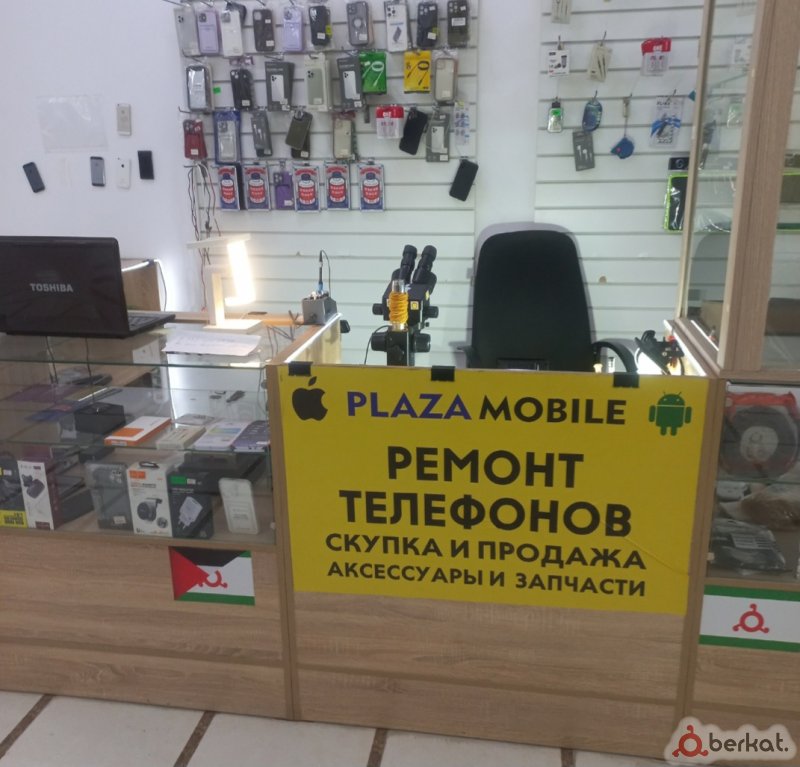 TOSHIBA
PLAZA MOBILE
РЕМОНТ
ТЕЛЕФОНОВ
СКУПКА И ПРОДАЖА
АКСЕССУАРЫ И ЗАПЧАСТИ
berkat.